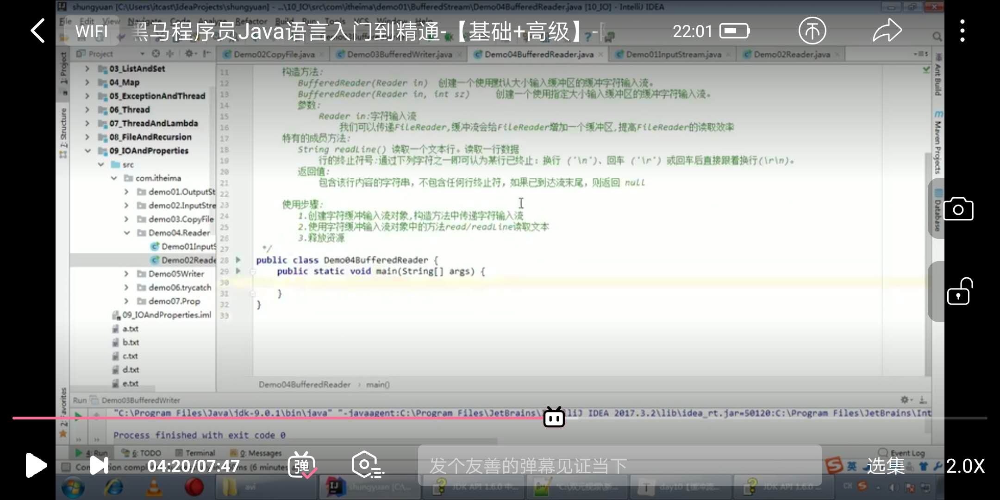 shungyuan [C:\Users\itcast\IdeaProjects\shungyuan] - ...\10_IO\src\com\itheima\demo01\BufferedStream\Demo04BufferedReader.java [10_IO] - IntelliJ IDEA
File Edit View Navigate Code Analyze Refactor Build Run Tools VCS Window Help
WIFI 黑马程序员Java语言入门到精通-【基础+高级】- 22:01
Project
Demo02CopyFile.java Demo03BufferedWriter.java Demo04BufferedReader.java Demo01InputStream.java Demo02Reader.java
1: Project
Z: Structure
2: Favorites
03_ListAndSet
04_Map
05_ExceptionAndThread
06_Thread
07_ThreadAndLambda
08_FileAndRecursion
09_IOAndProperties
src
com.itheima
demo01.OutputSt
demo02.InputStre
demo03.CopyFile
Demo04.Reader
Demo01InputS
Demo02Reade
Demo05Writer
demo06.trycatch
demo07.Prop
09_IOAndProperties.iml
a.txt
b.txt
c.txt
d.txt
e.txt
11 构造方法:
12 BufferedReader(Reader in) 创建一个使用默认大小输入缓冲区的缓冲字符输入流。
13 BufferedReader(Reader in, int sz) 创建一个使用指定大小输入缓冲区的缓冲字符输入流。
14 参数:
15 Reader in:字符输入流
16 我们可以传递FileReader,缓冲流会给FileReader增加一个缓冲区,提高FileReader的读取效率
17 特有的成员方法:
18 String readLine() 读取一个文本行。读取一行数据
19 行的终止符号:通过下列字符之一即可认为某行已终止: 换行 ('\n')、回车 ('\r') 或回车后直接跟着换行(\r\n)。
20 返回值:
21 包含该行内容的字符串, 不包含任何行终止符, 如果已到达流末尾, 则返回 null
22
23 使用步骤:
24 1.创建字符缓冲输入流对象,构造方法中传递字符输入流
25 2.使用字符缓冲输入流对象中的方法read/readLine读取文本
26 3.释放资源
27 */
28 public class Demo04BufferedReader {
29 public static void main(String[] args) {
30
31 }
32 }
33
Demo04BufferedReader › main()
Ant Build
Maven Projects
Database
Run Demo03BufferedWriter
"C:\Program Files\Java\jdk-9.0.1\bin\java" "-javaagent:C:\Program Files\JetBrains\ IDEA 2017.3.2\lib\idea_rt.jar=50120:C:\Program Files\JetBrains\Int
Process finished with exit code 0
4: Run 6: TODO Terminal 0: Messages Event Log
04:20/07:47 弹 发个友善的弹幕见证当下 英 选集 2.0X
avi shungyuan [C:\... JDK API 1.6.0 中... day10 JDK API 1.6.0 ... CH